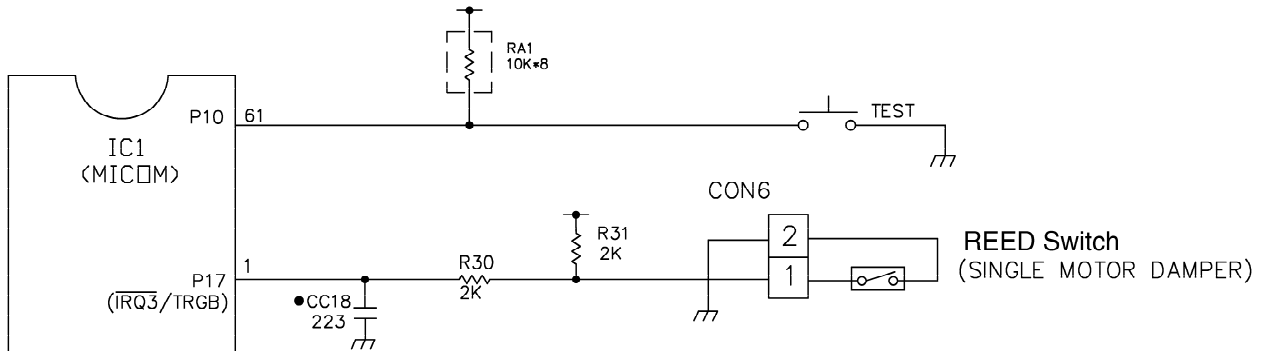 RA1
10K*8
P10
61
TEST
IC1
(MICOM)
CON6
2
REED Switch
(SINGLE MOTOR DAMPER)
R31
2K
1
P17
1
R30
2K
(IRQ3/TRGB)
CC18
223